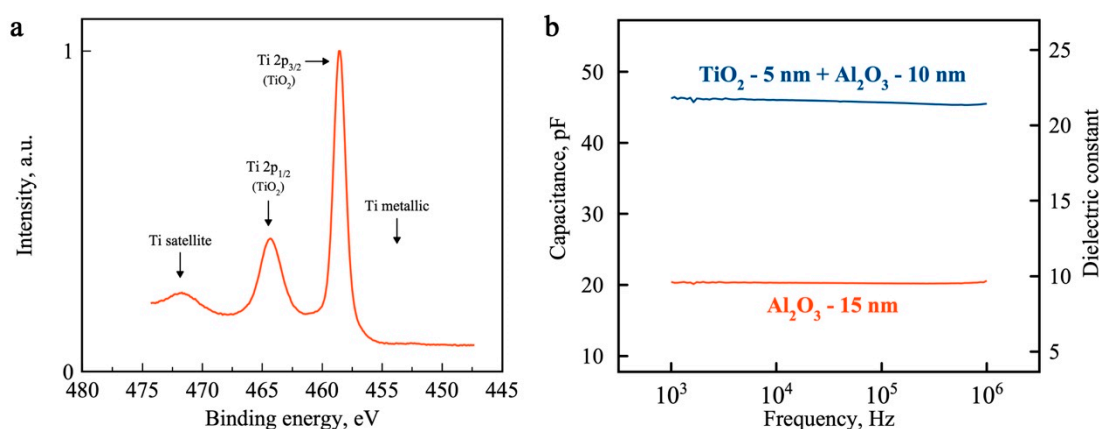 a
Intensity, a.u.
1
0
Ti 2p3/2
(TiO2)
Ti 2p1/2
(TiO2)
Ti metallic
Ti satellite
480 475 470 465 460 455 450 445
Binding energy, eV
b
Capacitance, pF
50
40
30
20
10
TiO2 - 5 nm + Al2O3 - 10 nm
Al2O3 - 15 nm
25
20
15
10
5
Dielectric constant
10^3 10^4 10^5 10^6
Frequency, Hz